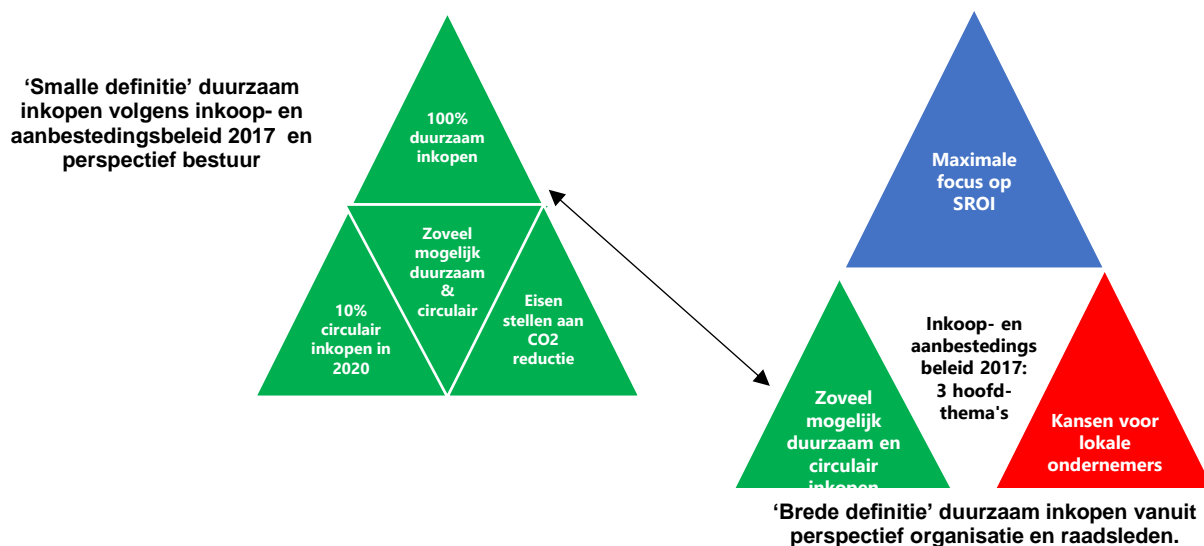 ‘Smalle definitie’ duurzaam
inkopen volgens inkoop- en
aanbestedingsbeleid 2017 en
perspectief bestuur
100%
duurzaam
inkopen
Zoveel
mogelijk
duurzaam
&
circulair
10%
circulair
inkopen in
2020
Eisen
stellen aan
CO2
reductie
Maximale
focus op
SROI
Inkoop- en
aanbestedings
beleid 2017:
3 hoofd-
thema's
Zoveel
mogelijk
duurzaam en
circulair
inkopen
Kansen voor
lokale
ondernemers
‘Brede definitie’ duurzaam inkopen vanuit
perspectief organisatie en raadsleden.